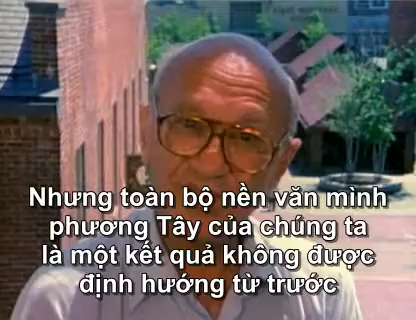 Nhưng toàn bộ nền văn mình
phương Tây của chúng ta
là một kết quả không được
định hướng từ trước